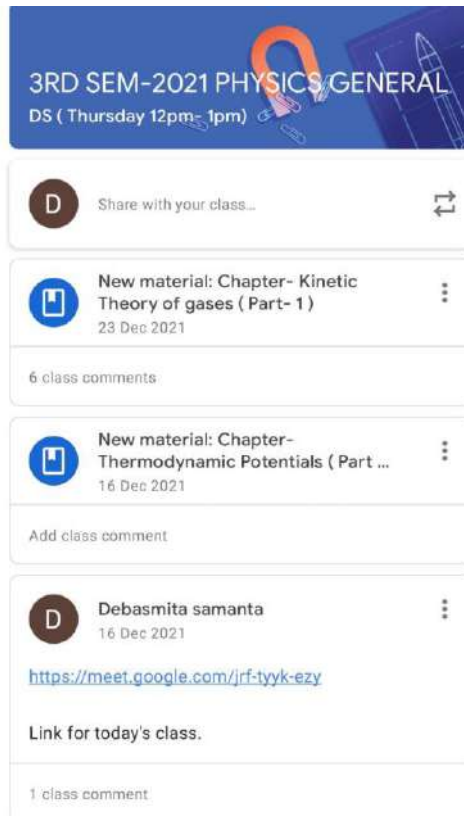 3RD SEM-2021 PHYSICS GENERAL
DS ( Thursday 12pm- 1pm)
D
Share with your class...
New material: Chapter- Kinetic
Theory of gases ( Part- 1 )
23 Dec 2021
6 class comments
New material: Chapter-
Thermodynamic Potentials ( Part ...
16 Dec 2021
Add class comment
D
Debasmita samanta
16 Dec 2021
https://meet.google.com/jrf-tyyk-ezy
Link for today's class.
1 class comment